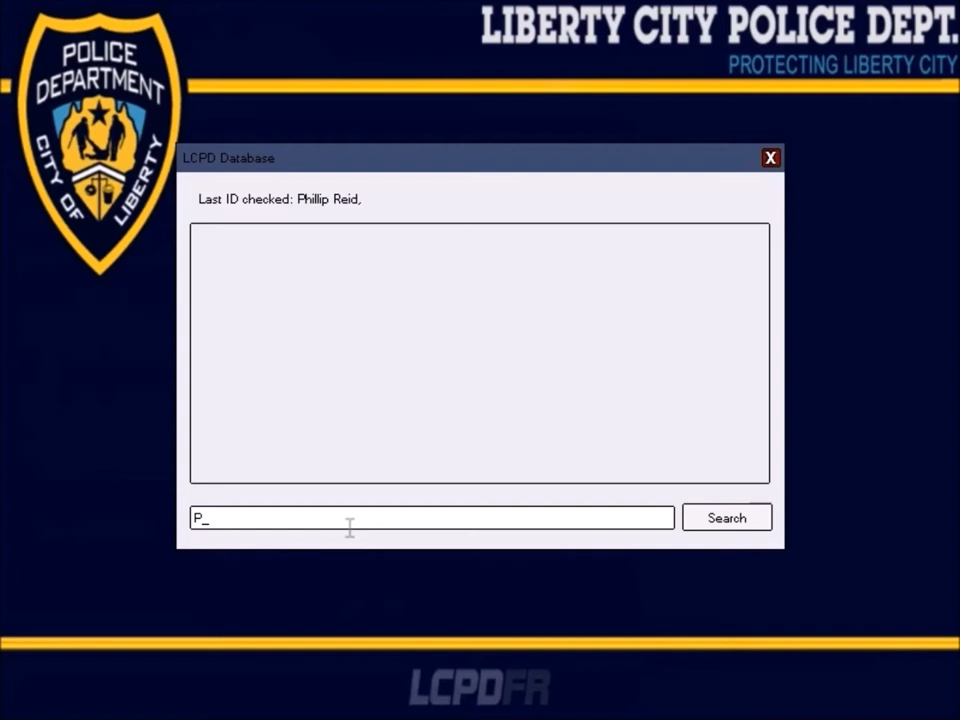 LIBERTY CITY POLICE DEPT.
PROTECTING LIBERTY CITY
POLICE
DEPARTMENT
CITY OF
LIBERTY
LCPD Database
X
Last ID checked: Phillip Reid,
P_
Search
LCPDFR